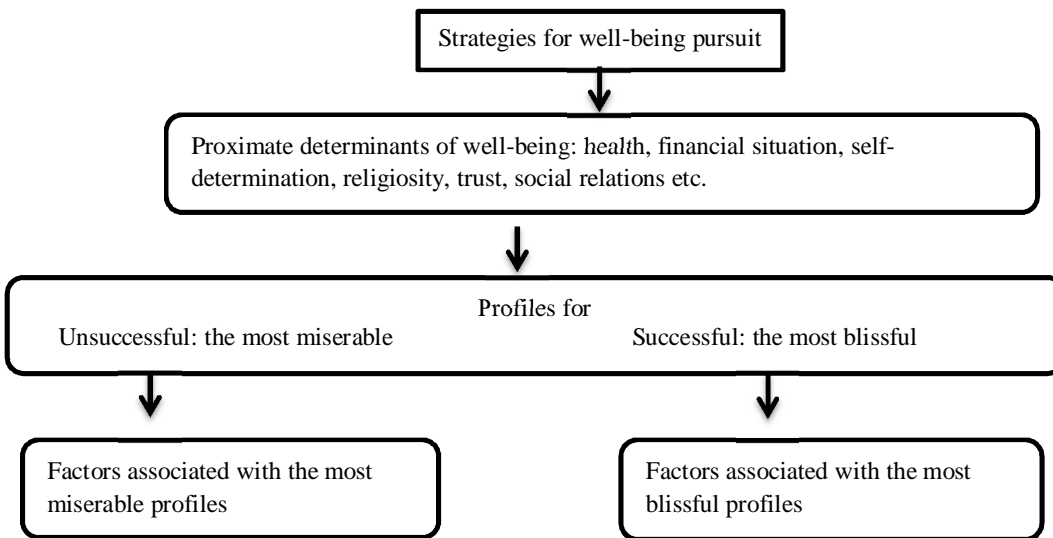 Strategies for well-being pursuit
Proximate determinants of well-being: health, financial situation, self-
determination, religiosity, trust, social relations etc.
Profiles for
Unsuccessful: the most miserable
Successful: the most blissful
Factors associated with the most
miserable profiles
Factors associated with the most
blissful profiles